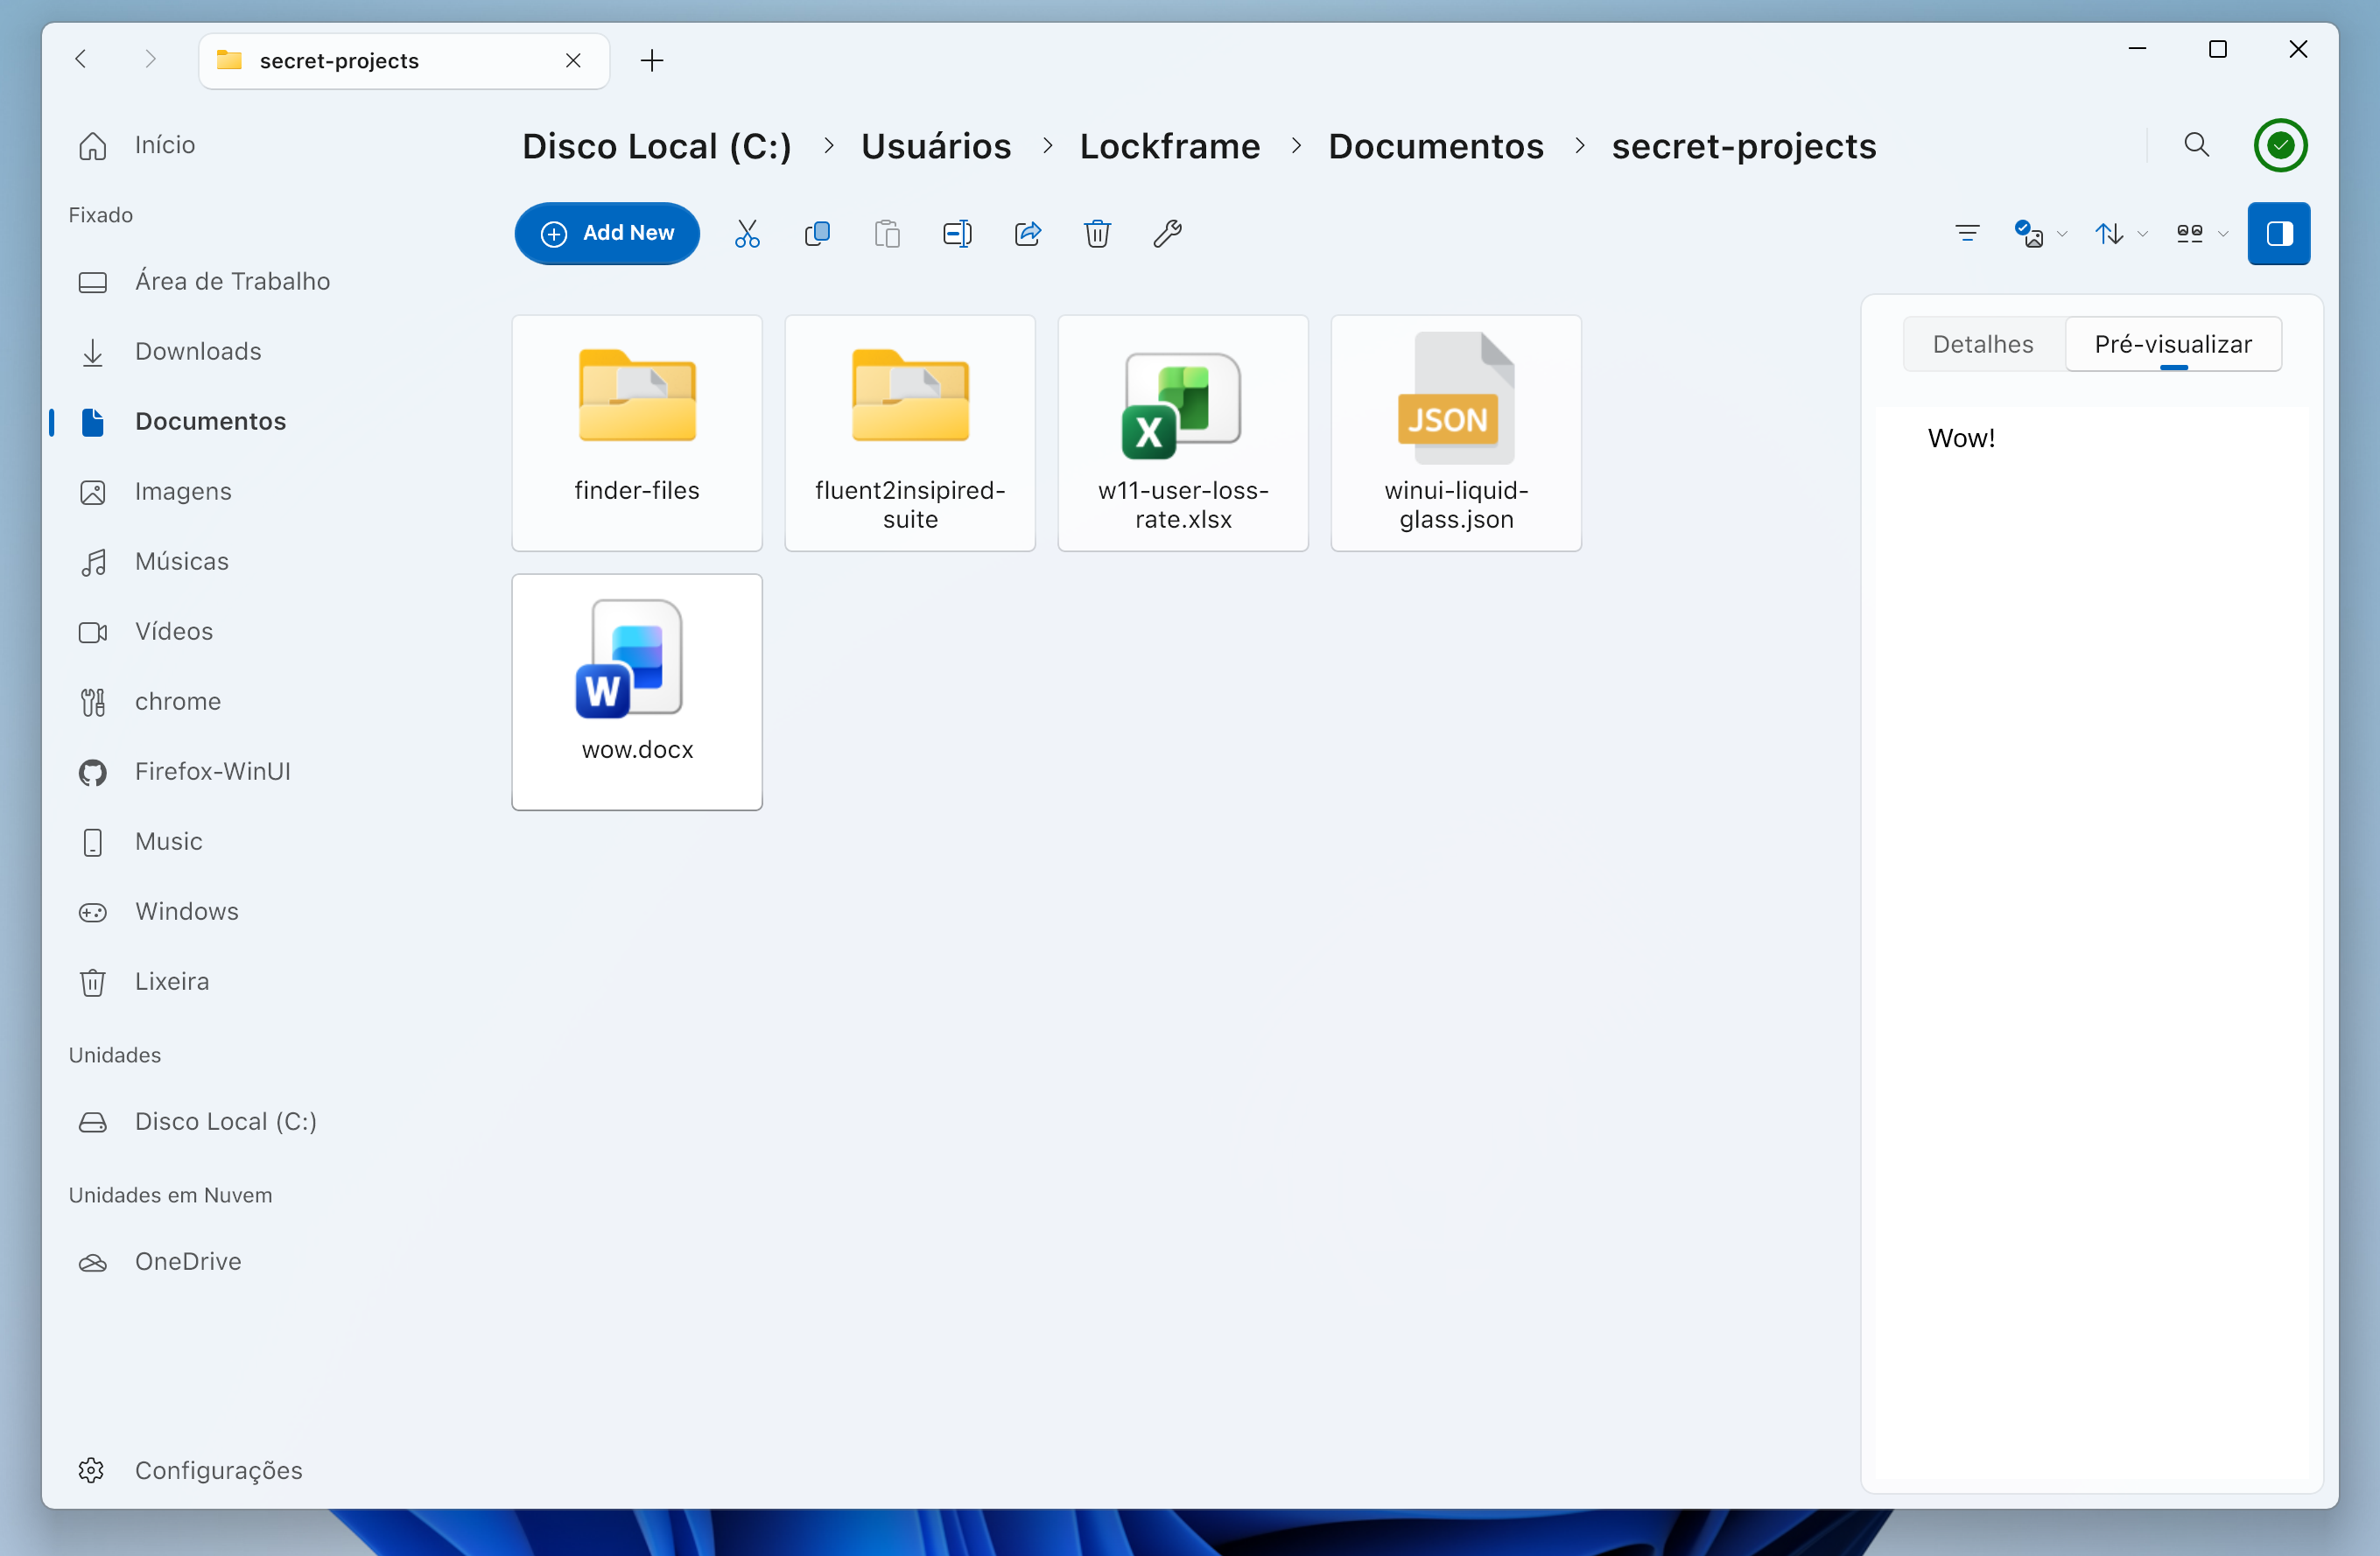 secret-projects
Início
Fixado
Área de Trabalho
Downloads
Documentos
Imagens
Músicas
Vídeos
chrome
Firefox-WinUI
Music
Windows
Lixeira
Unidades
Disco Local (C:)
Unidades em Nuvem
OneDrive
Configurações
Disco Local (C:) > Usuários > Lockframe > Documentos > secret-projects
Add New
finder-files
fluent2insipired-
suite
X
w11-user-loss-
rate.xlsx
JSON
winui-liquid-
glass.json
W
wow.docx
Detalhes Pré-visualizar
Wow!